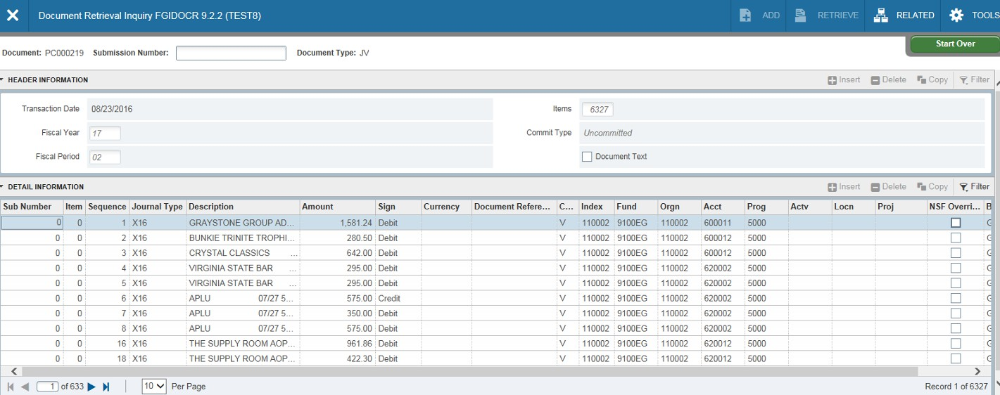 Document Retrieval Inquiry FGIDOCR 9.2.2 (TEST8) ADD RETRIEVE RELATED TOOLS
Start Over
Document: PC000219 Submission Number: Document Type: JV
HEADER INFORMATION Insert Delete Copy Filter
Transaction Date 08/23/2016 Items 6327
Fiscal Year 17 Commit Type Uncommitted
Fiscal Period 02 Document Text
DETAIL INFORMATION Insert Delete Copy Filter
Sub Number Item Sequence Journal Type Description Amount Sign Currency Document Refere... C... Index Fund Orgn Acct Prog Actv Locn Proj NSF Overri... B
0 0 1 X16 GRAYSTONE GROUP AD... 1,581.24 Debit V 110002 9100EG 110002 600011 5000 G
0 0 2 X16 BUNKIE TRINITE TROPHI... 280.50 Debit V 110002 9100EG 110002 600012 5000 G
0 0 3 X16 CRYSTAL CLASSICS ... 642.00 Debit V 110002 9100EG 110002 600012 5000 G
0 0 4 X16 VIRGINIA STATE BAR ... 295.00 Debit V 110002 9100EG 110002 620002 5000 G
0 0 5 X16 VIRGINIA STATE BAR ... 295.00 Debit V 110002 9100EG 110002 620002 5000 G
0 0 6 X16 APLU 07/27 5... 575.00 Credit V 110002 9100EG 110002 620002 5000 G
0 0 7 X16 APLU 07/27 5... 350.00 Debit V 110002 9100EG 110002 620002 5000 G
0 0 8 X16 APLU 07/27 5... 575.00 Debit V 110002 9100EG 110002 620002 5000 G
0 0 16 X16 THE SUPPLY ROOM AOP... 961.86 Debit V 110002 9100EG 110002 620012 5000 G
0 0 18 X16 THE SUPPLY ROOM AOP... 422.30 Debit V 110002 9100EG 110002 620012 5000 G
1 of 633 10 Per Page Record 1 of 6327